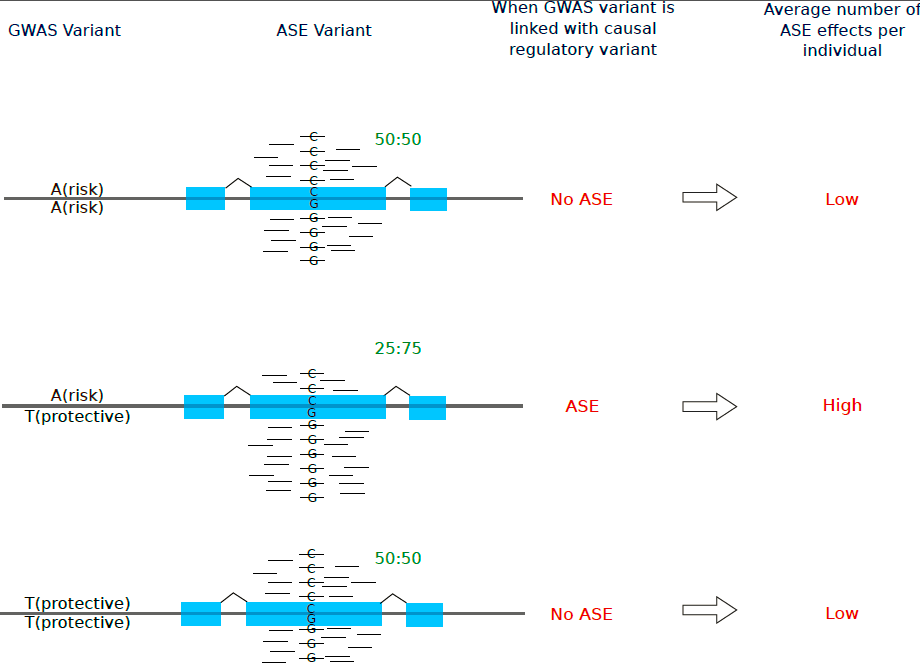 GWAS Variant
ASE Variant
When GWAS variant is
linked with causal
regulatory variant
Average number of
ASE effects per
individual
50:50
C
C
C
C
A(risk)
C
A(risk)
G
No ASE
Low
G
G
G
G
25:75
C
C
A(risk)
C
T(protective)
G
ASE
High
G
G
G
G
G
G
50:50
C
C
C
C
T(protective)
C
T(protective)
G
No ASE
Low
G
G
G